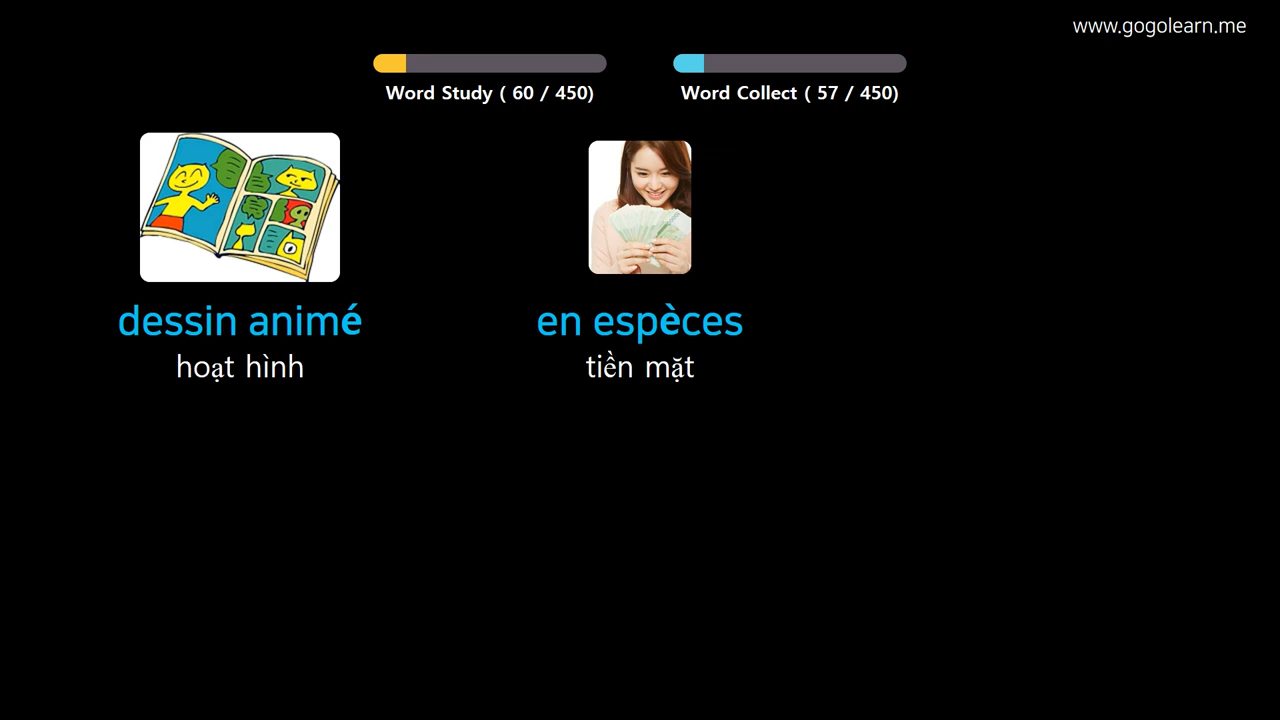 www.gogolearn.me
Word Study ( 60 / 450)
Word Collect ( 57 / 450)
dessin animé
hoạt hình
en espèces
tiền mặt